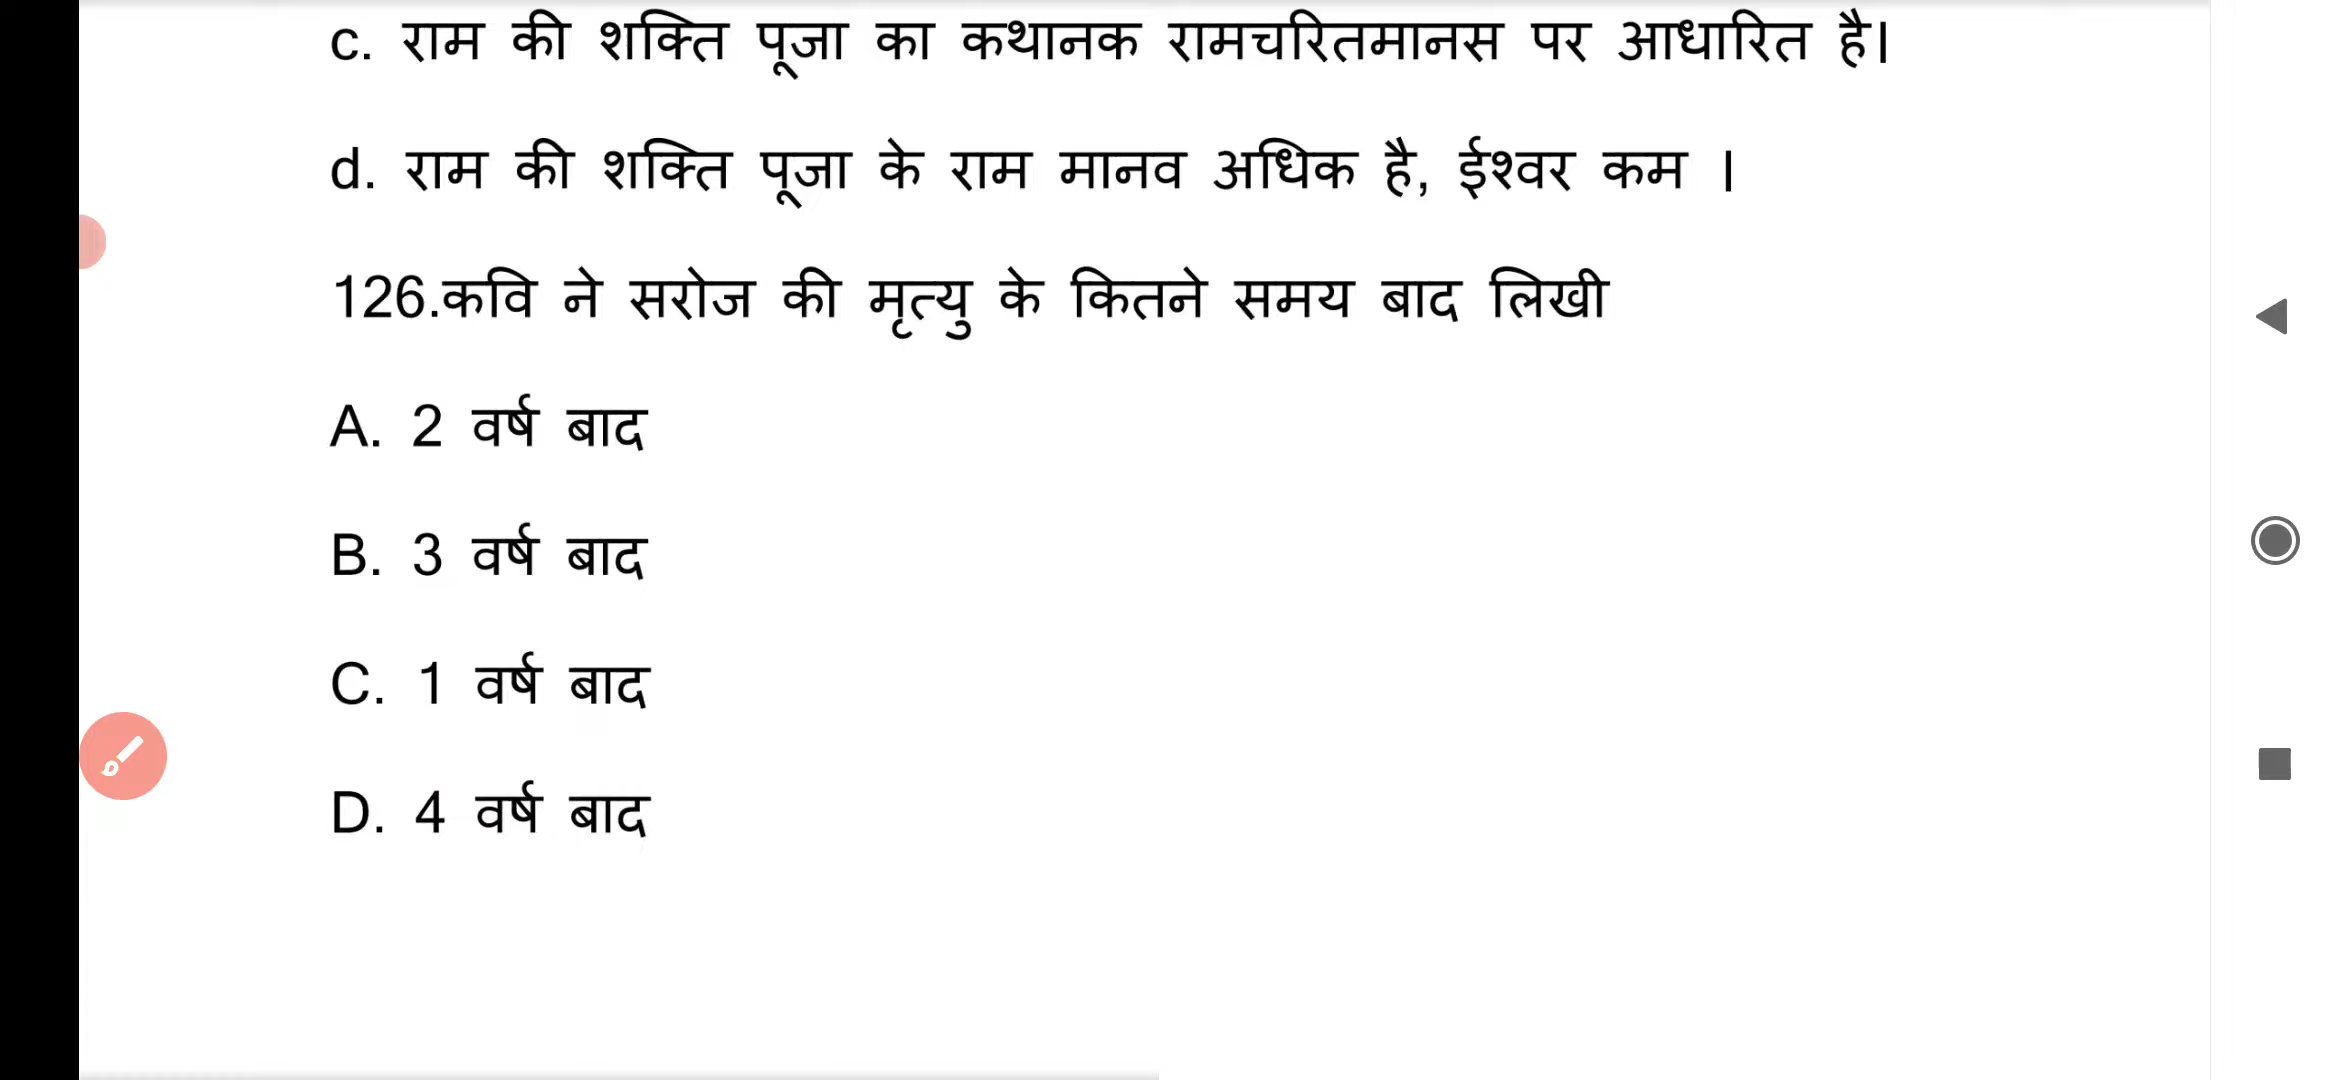 c. राम की शक्ति पूजा का कथानक रामचरितमानस पर आधारित है।
d. राम की शक्ति पूजा के राम मानव अधिक है, ईश्वर कम ।
126.कवि ने सरोज की मृत्यु के कितने समय बाद लिखी
A. 2 वर्ष बाद
B. 3 वर्ष बाद
C. 1 वर्ष बाद
D. 4 वर्ष बाद